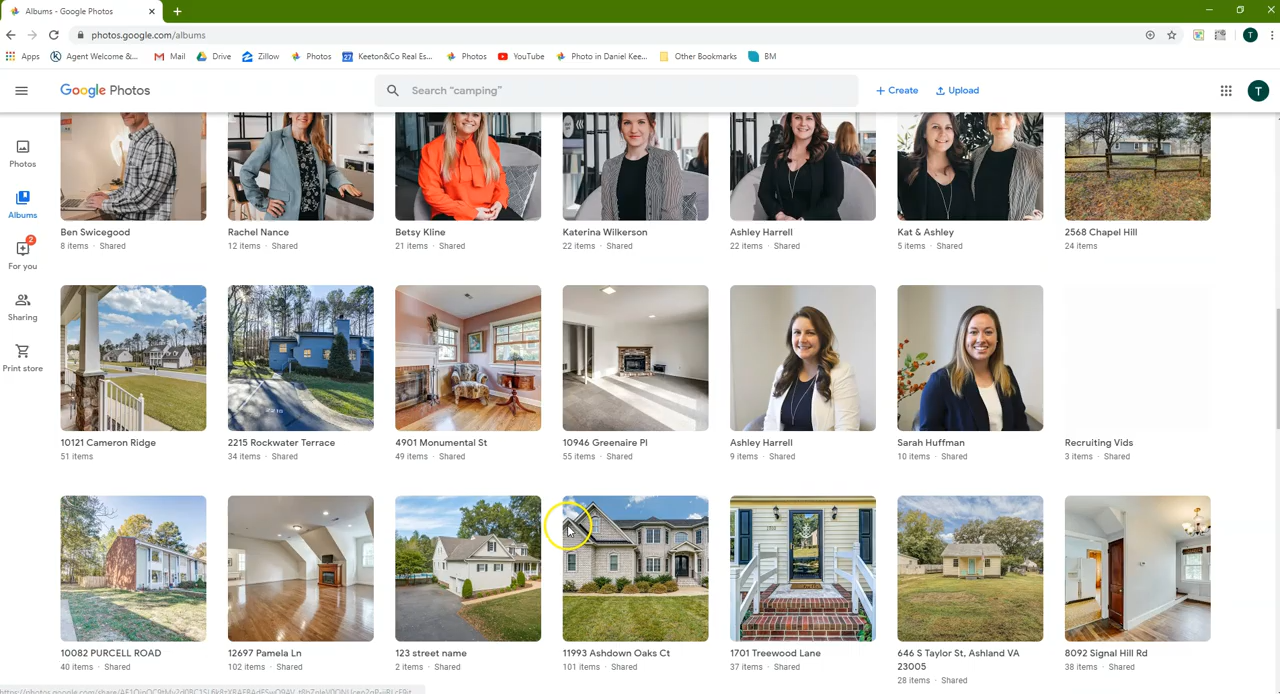 Albums - Google Photos
photos.google.com/albums
T
Apps
Agent Welcome &...
Mail
Drive
Zillow
Photos
27
Keeton&Co Real Es...
Photos
YouTube
Photo in Daniel Kee...
Other Bookmarks
BM
Google Photos
Search “camping”
Create
Upload
T
Photos
Albums
2
For you
Sharing
Print store
Ben Swicegood
8 items · Shared
Rachel Nance
12 items · Shared
Betsy Kline
21 items · Shared
Katerina Wilkerson
22 items · Shared
Ashley Harrell
22 items · Shared
Kat & Ashley
5 items · Shared
2568 Chapel Hill
24 items
10121 Cameron Ridge
51 items
2215 Rockwater Terrace
34 items · Shared
4901 Monumental St
49 items · Shared
10946 Greenaire Pl
55 items · Shared
Ashley Harrell
9 items · Shared
Sarah Huffman
10 items · Shared
Recruiting Vids
3 items · Shared
10082 PURCELL ROAD
40 items · Shared
12697 Pamela Ln
102 items · Shared
123 street name
2 items · Shared
11993 Ashdown Oaks Ct
101 items · Shared
1701 Treewood Lane
37 items · Shared
646 S Taylor St, Ashland VA
23005
28 items · Shared
8092 Signal Hill Rd
38 items · Shared